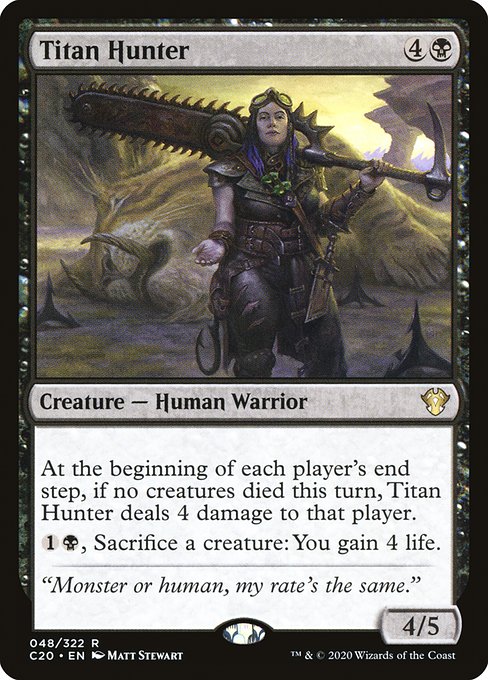 Titan Hunter 4
Creature — Human Warrior
At the beginning of each player's end
step, if no creatures died this turn, Titan
Hunter deals 4 damage to that player.
1, Sacrifice a creature: You gain 4 life.
“Monster or human, my rate's the same.”
4/5
048/322 R
C20 • EN Matt Stewart
™ & © 2020 Wizards of the Coast